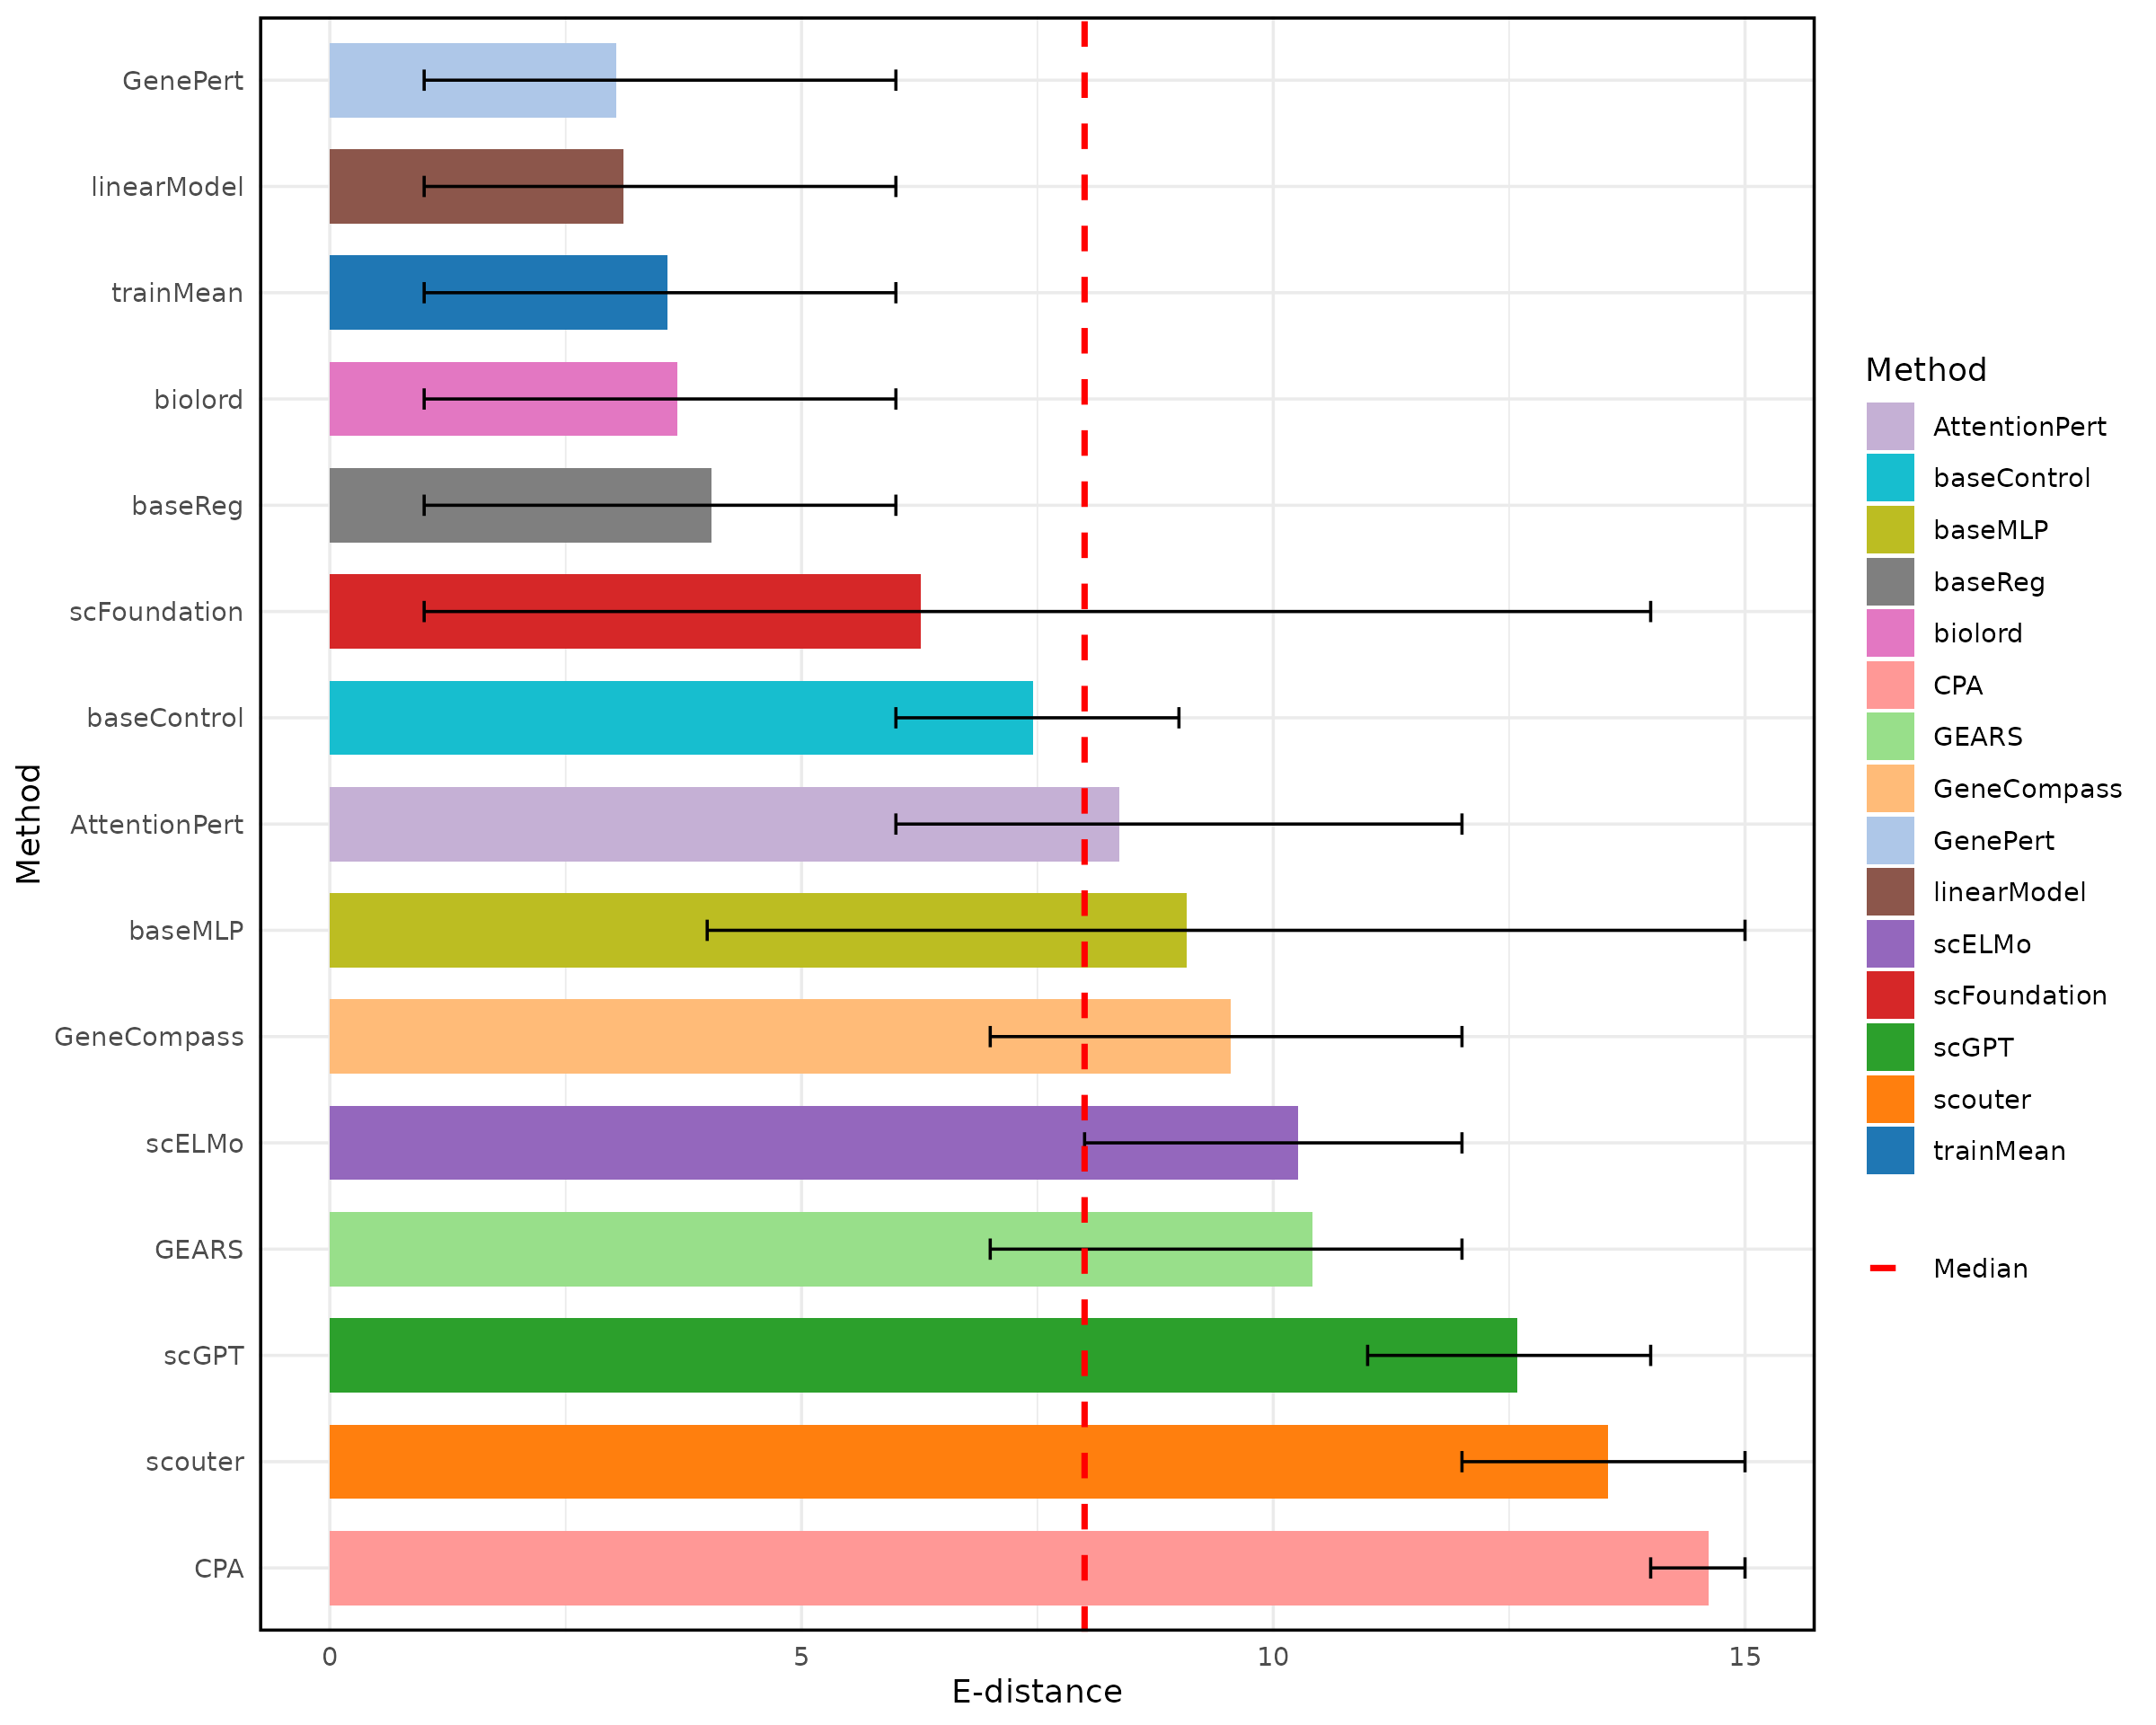 GenePert
linearModel
trainMean
biolord
baseReg
scFoundation
baseControl
AttentionPert
baseMLP
GeneCompass
scELMo
GEARS
scGPT
scouter
CPA
Method
0 5 10 15
E-distance
Method
AttentionPert
baseControl
baseMLP
baseReg
biolord
CPA
GEARS
GeneCompass
GenePert
linearModel
scELMo
scFoundation
scGPT
scouter
trainMean
Median